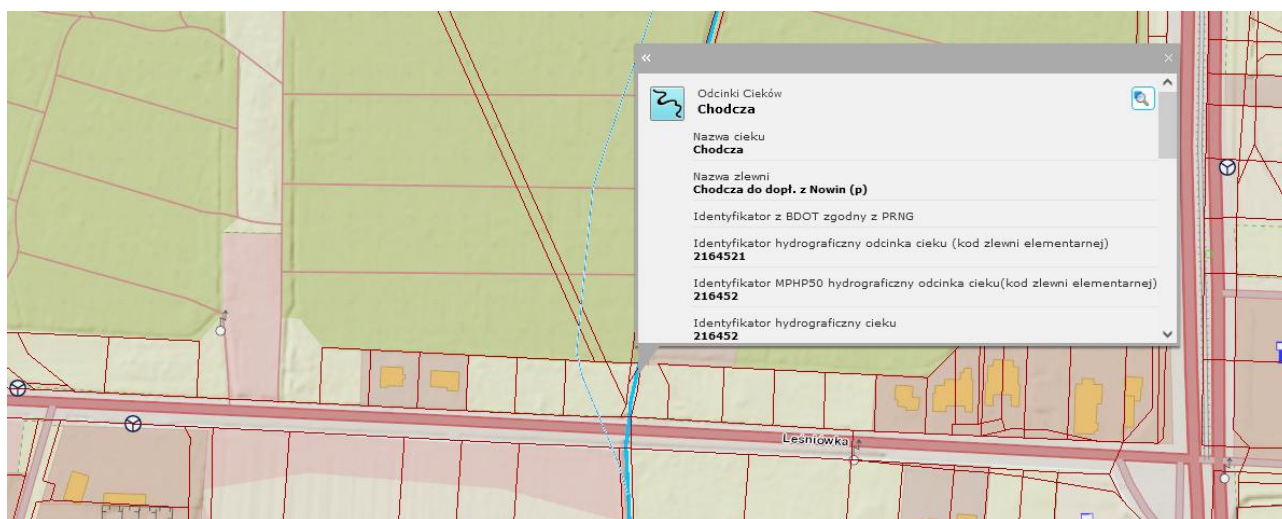 Odcinki Cieków
Chodcza
Nazwa cieku
Chodcza
Nazwa zlewni
Chodcza do dopł. z Nowin (p)
Identyfikator z BDOT zgodny z PRNG
Identyfikator hydrograficzny odcinka cieku (kod zlewni elementarnej)
2164521
Identyfikator MPHP50 hydrograficzny odcinka cieku(kod zlewni elementarnej)
216452
Identyfikator hydrograficzny cieku
216452
Leśniówka